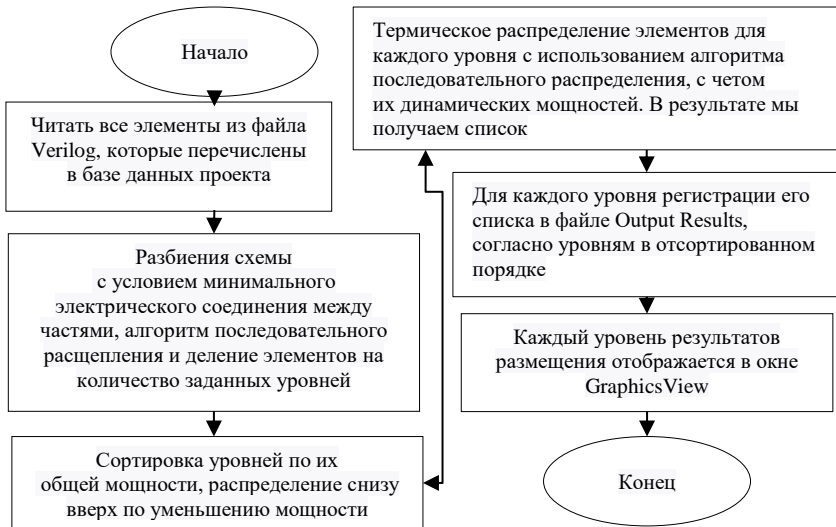 Начало
Читать все элементы из файла
Verilog, которые перечислены
в базе данных проекта
Разбиения схемы
с условием минимального
электрического соединения между
частями, алгоритм последовательного
расщепления и деление элементов на
количество заданных уровней
Сортировка уровней по их
общей мощности, распределение снизу
вверх по уменьшению мощности
Термическое распределение элементов для
каждого уровня с использованием алгоритма
последовательного распределения, с четом
их динамических мощностей. В результате мы
получаем список
Для каждого уровня регистрации его
списка в файле Output Results,
согласно уровням в отсортированном
порядке
Каждый уровень результатов
размещения отображается в окне
GraphicsView
Конец